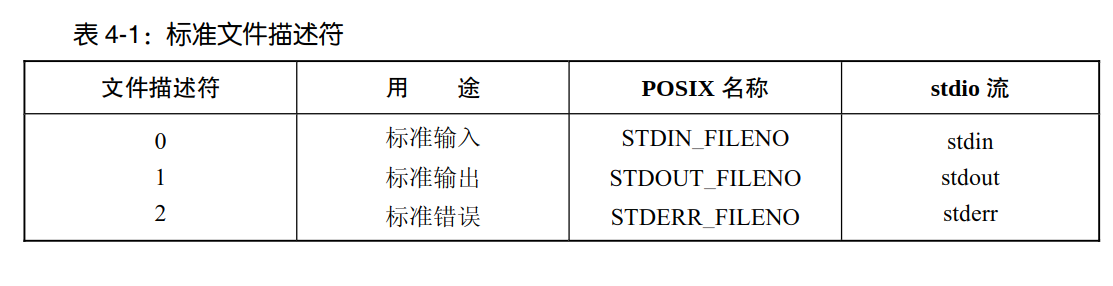 表 4-1：标准文件描述符
文件描述符 用 途 POSIX 名称 stdio 流
0 标准输入 STDIN_FILENO stdin
1 标准输出 STDOUT_FILENO stdout
2 标准错误 STDERR_FILENO stderr